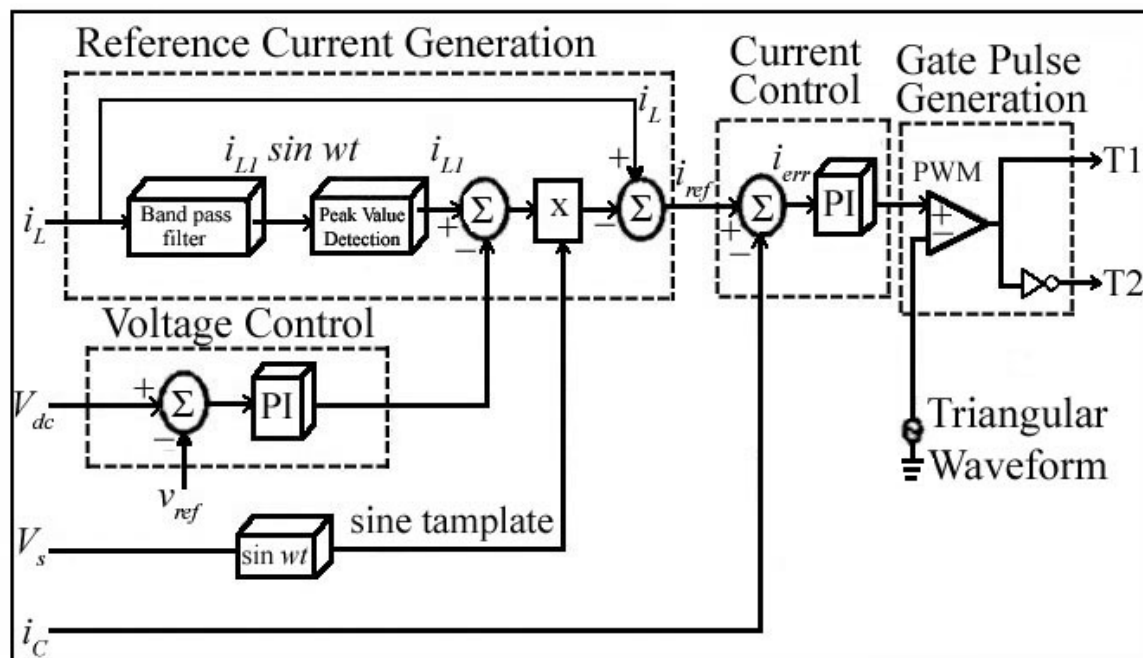 Reference Current Generation
Current
Control
Gate Pulse
Generation
i_L
i_L1 sin wt
i_L1
i_L
Band pass
filter
Peak Value
Detection
+
−
Σ
x
+
−
Σ
i_ref
+
−
Σ
i_err
PI
PWM
+
−
T1
T2
Voltage Control
V_dc
+
−
Σ
PI
v_ref
Triangular
Waveform
V_s
sin wt
sine tamplate
i_C